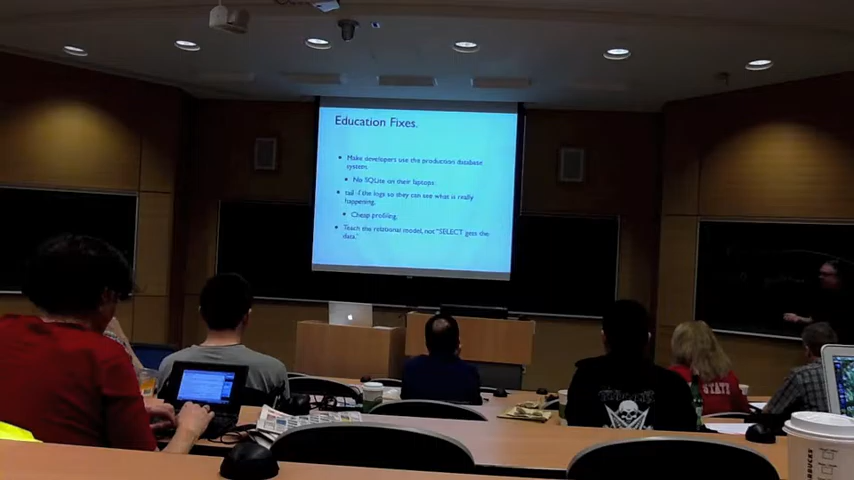 Education Fixes.
• Make developers use the production database
system.
• No SQLite on their laptops.
• tail -f the logs so they can see what is really
happening.
• Cheap profiling.
• Teach the relational model, not "SELECT gets the
data."
STATE